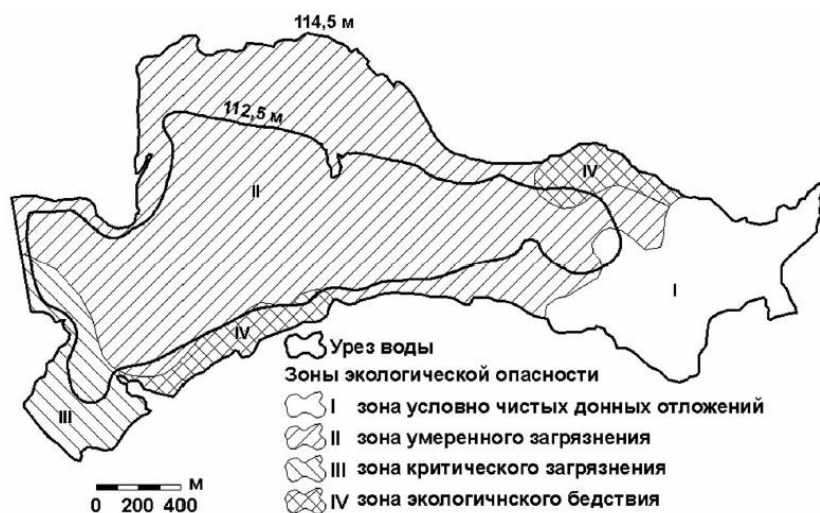 114,5 м
112,5 м
II
IV
I
IV
III
Урез воды
Зоны экологической опасности
I зона условно чистых донных отложений
II зона умеренного загрязнения
III зона критического загрязнения
IV зона экологичнского бедствия
м
0 200 400